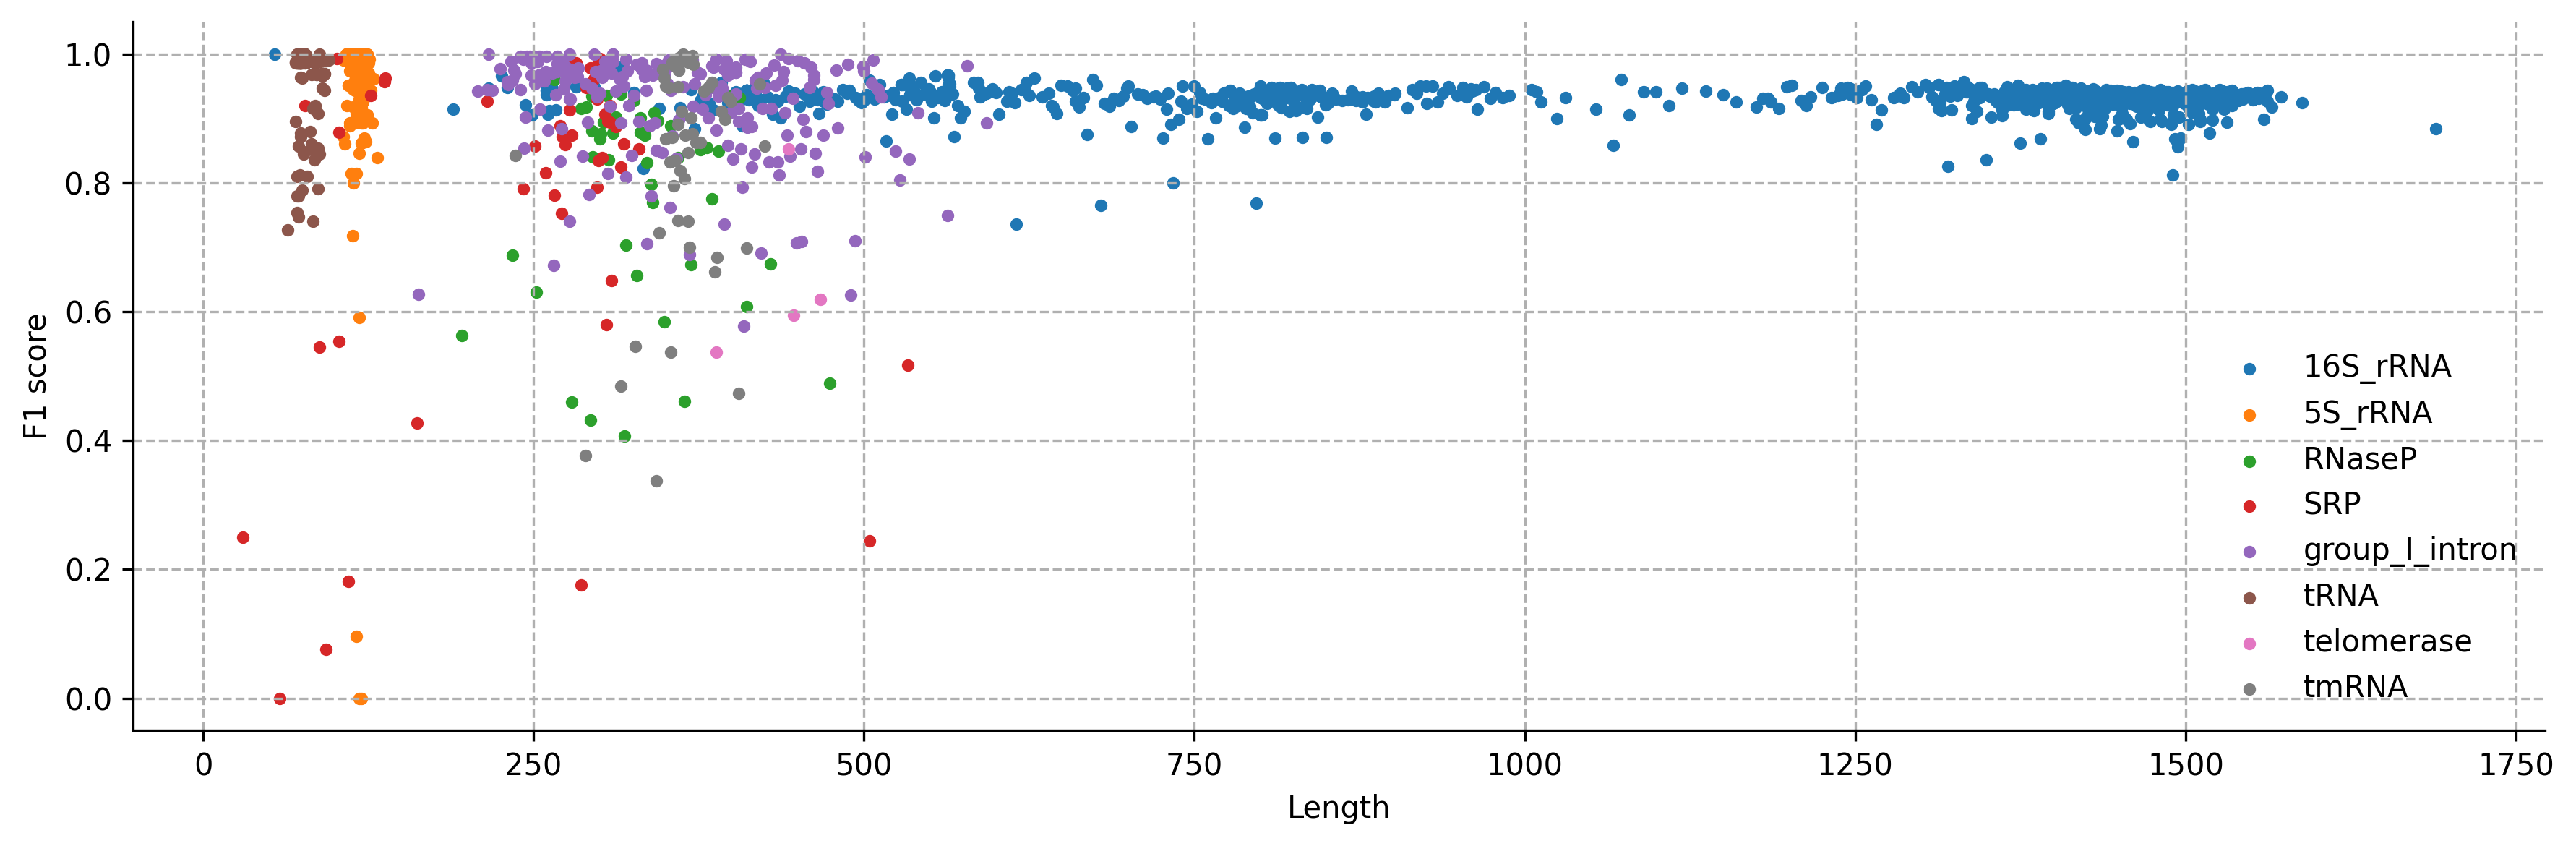 F1 score
1.0
0.8
0.6
0.4
0.2
0.0
0 250 500 750 1000 1250 1500 1750
Length
16S_rRNA
5S_rRNA
RNaseP
SRP
group_I_intron
tRNA
telomerase
tmRNA